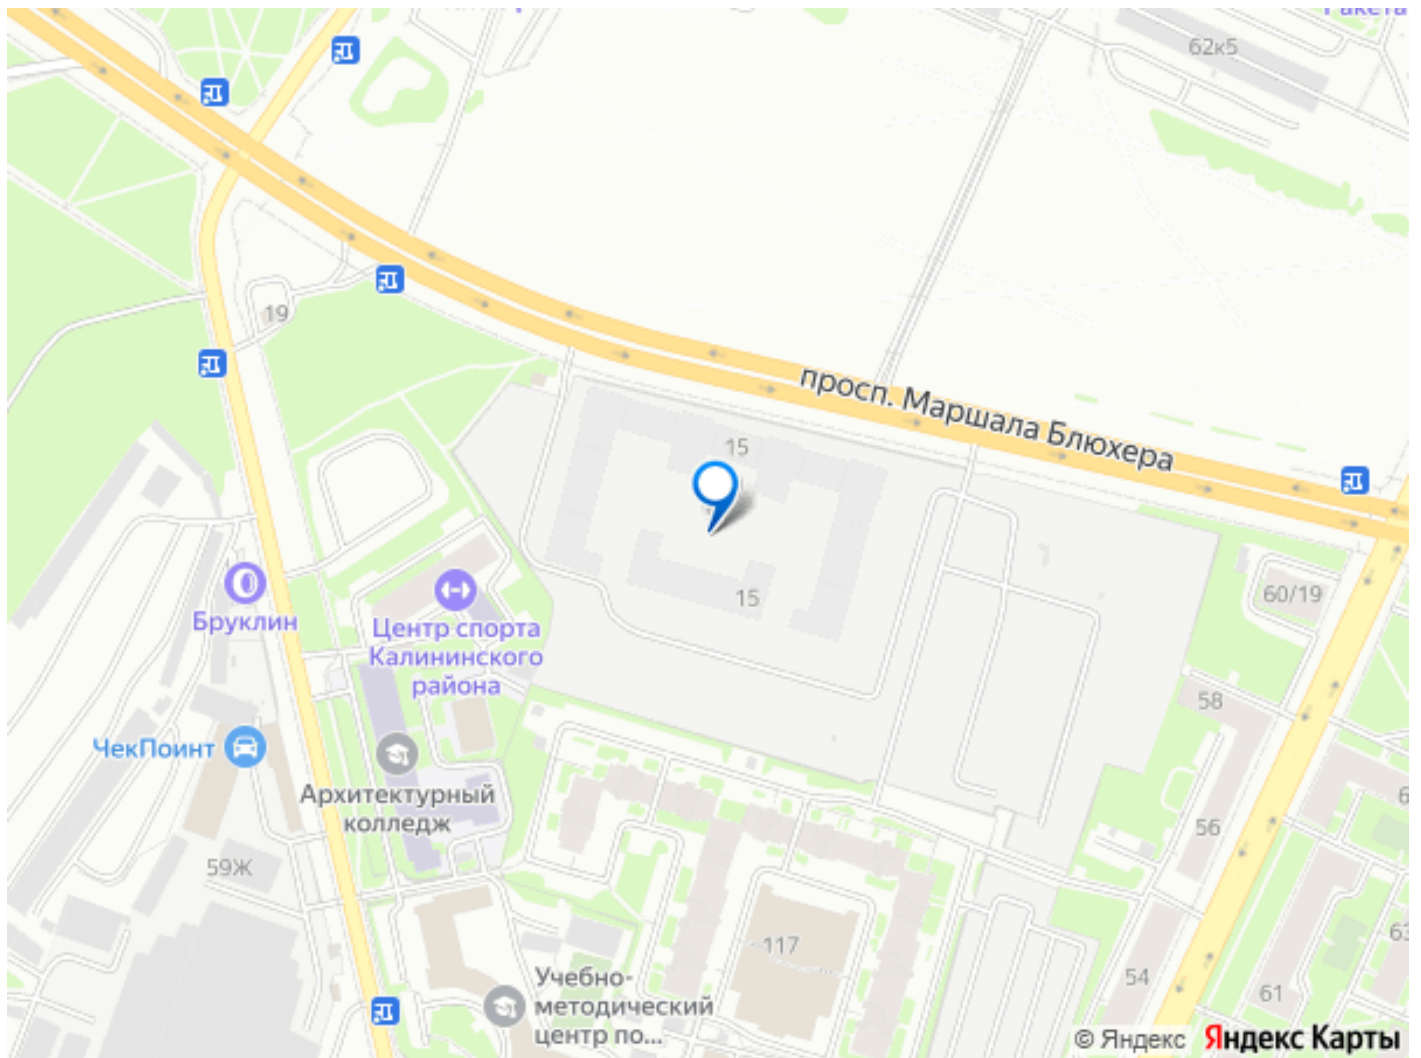 62к5
19
просп. Маршала Блюхера
15
15
60/19
Бруклин
Центр спорта
Калининского
района
58
ЧекПоинт
Архитектурный
колледж
56
59Ж
117
63
54
61
Учебно-
методический
центр по...
© Яндекс Яндекс Карты